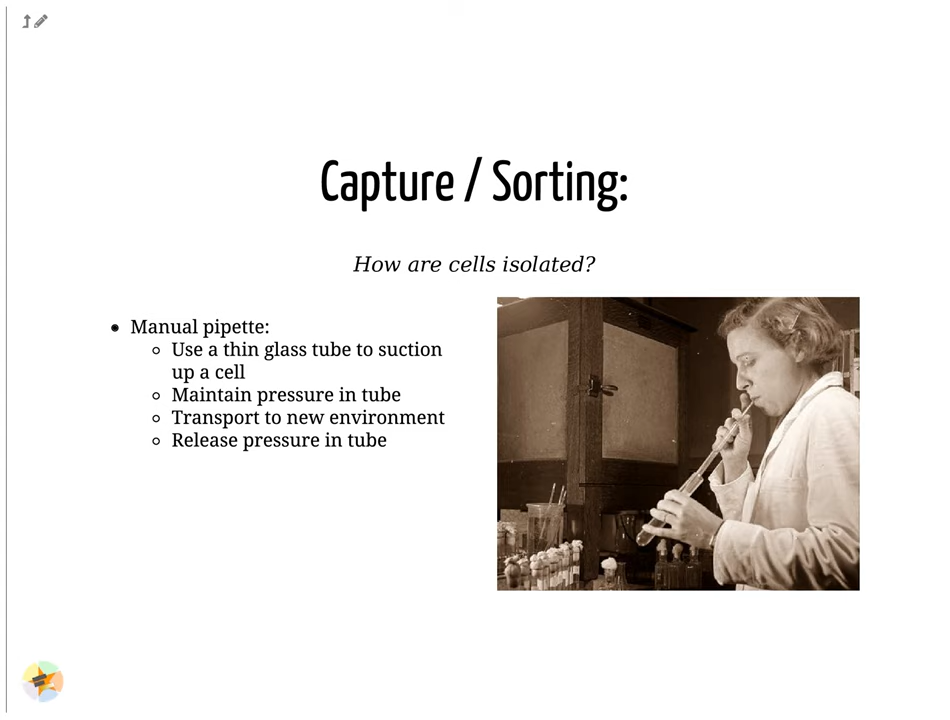 Capture / Sorting:
How are cells isolated?
Manual pipette:
Use a thin glass tube to suction
up a cell
Maintain pressure in tube
Transport to new environment
Release pressure in tube